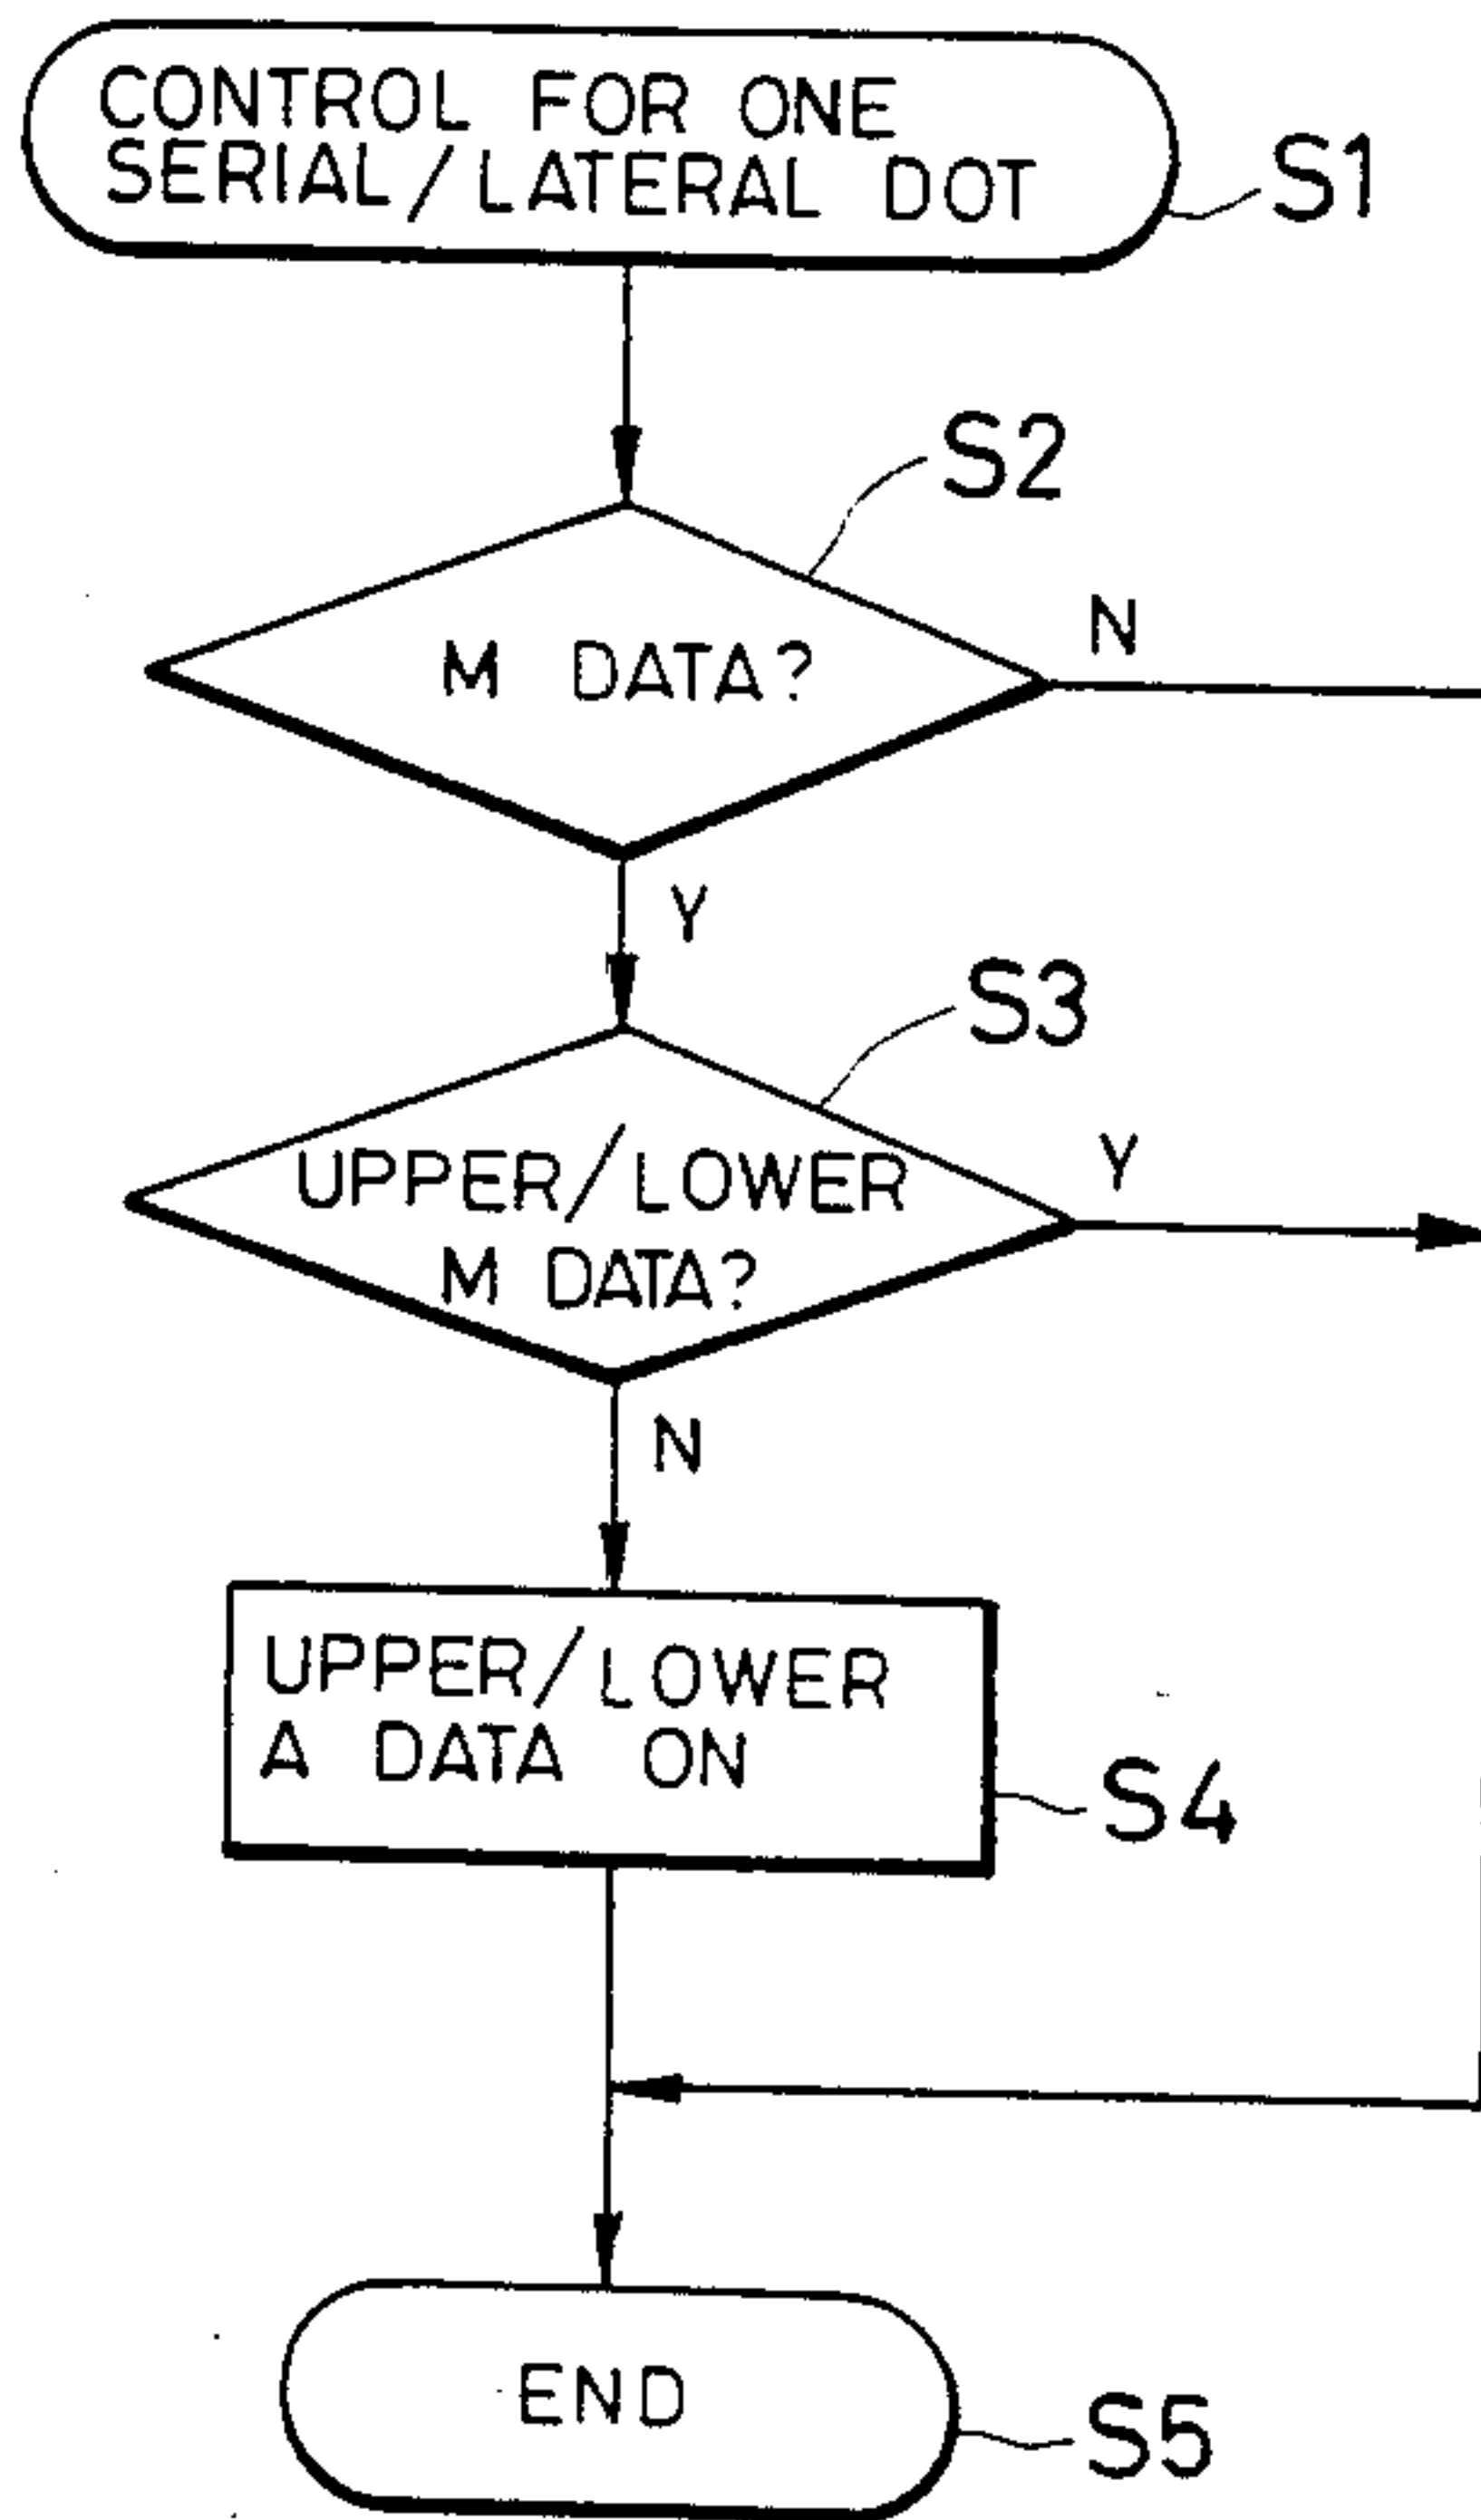 CONTROL FOR ONE
SERIAL/LATERAL DOT
S1
S2
M DATA?
N
Y
S3
UPPER/LOWER
M DATA?
Y
N
UPPER/LOWER
A DATA ON
S4
END
S5